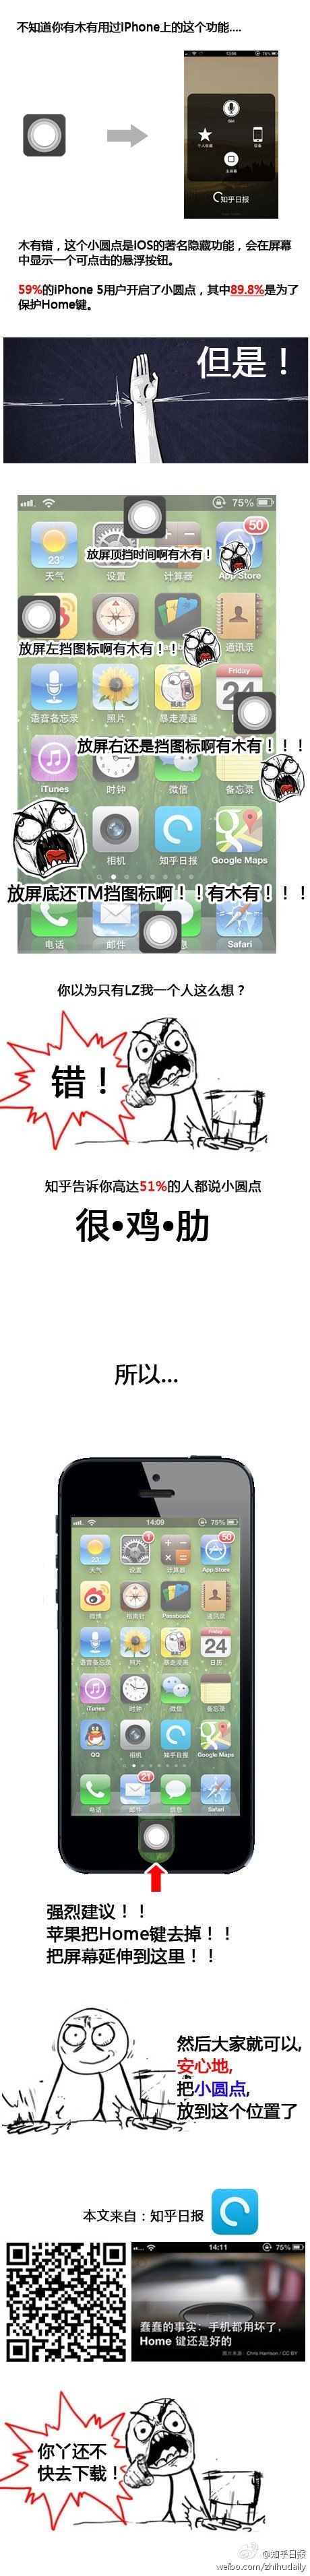 不知道你有木有用过iPhone上的这个功能....
13:06
76%
Siri
个人收藏
设备
主屏幕
知乎日报
木有错，这个小圆点是iOS的著名隐藏功能，会在屏幕
中显示一个可点击的悬浮按钮。
59%的iPhone 5用户开启了小圆点，其中89.8%是为了
保护Home键。
但是！
75%
50
23°
天气
设置
计算器
App Store
放屏顶挡时间啊有木有！
通讯录
放屏左挡图标啊有木有！！
Friday
24
语音备忘录
照片
暴走漫画
放屏右还是挡图标啊有木有！！！
iTunes
时钟
微信
备忘录
相机
知乎日报
Google Maps
放屏底还TM挡图标啊！！有木有！！！
电话
邮件
息
Safari
你以为只有LZ我一个人这么想？
错！
知乎告诉你高达51%的人都说小圆点
很•鸡•肋
所以...
14:09
75%
1
50
23°
天气
设置
计算器
App Store
微博
指南针
Passbook
通讯录
Friday
24
语音备忘录
照片
暴走漫画
日历
iTunes
时钟
微信
备忘录
QQ
相机
知乎日报
Google Maps
21
电话
邮件
信息
Safari
强烈建议！！
苹果把Home键去掉！！
把屏幕延伸到这里！！
然后大家就可以,
安心地,
把小圆点,
放到这个位置了
本文来自：知乎日报
14:11
75%
蠢蠢的事实：手机都用坏了，
Home 键还是好的
图片来源：Chris Harrison / CC BY
你丫还不
快去下载！
@知乎日报
weibo.com/zhihudaily